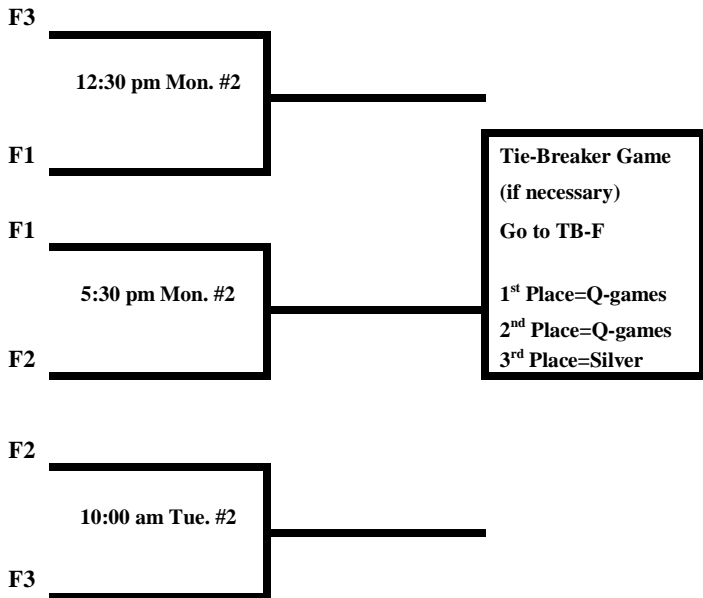 F3
12:30 pm Mon. #2
F1
F1
5:30 pm Mon. #2
F2
F2
10:00 am Tue. #2
F3
Tie-Breaker Game
(if necessary)
Go to TB-F
1st Place=Q-games
2nd Place=Q-games
3rd Place=Silver